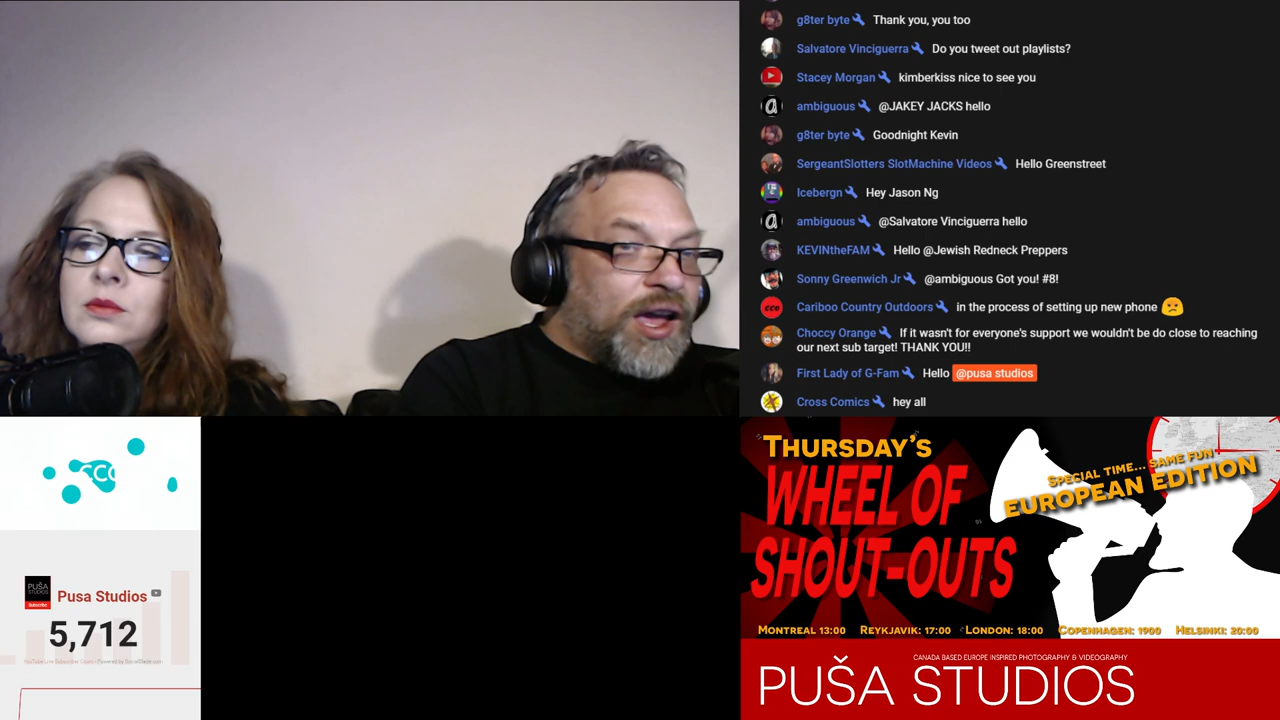 g8ter byte Thank you, you too
Salvatore Vinciguerra Do you tweet out playlists?
Stacey Morgan kimberkiss nice to see you
ambiguous @JAKEY JACKS hello
g8ter byte Goodnight Kevin
SergeantSlotters SlotMachine Videos Hello Greenstreet
Icebergn Hey Jason Ng
ambiguous @Salvatore Vinciguerra hello
KEVINtheFAM Hello @Jewish Redneck Preppers
Sonny Greenwich Jr @ambiguous Got you! #8!
Cariboo Country Outdoors in the process of setting up new phone
Choccy Orange If it wasn't for everyone's support we wouldn't be do close to reaching
our next sub target! THANK YOU!!
First Lady of G-Fam Hello @pusa studios
Cross Comics hey all
PUŠA
STUDIOS
Subscribe
Pusa Studios
5,712
THURSDAY'S
WHEEL OF
SHOUT-OUTS
SPECIAL TIME... SAME FUN
EUROPEAN EDITION
MONTREAL 13:00 REYKJAVIK: 17:00 LONDON: 18:00 COPENHAGEN: 1900 HELSINKI: 20:00
CANADA BASED EUROPE INSPIRED PHOTOGRAPHY & VIDEOGRAPHY
PUŠA STUDIOS